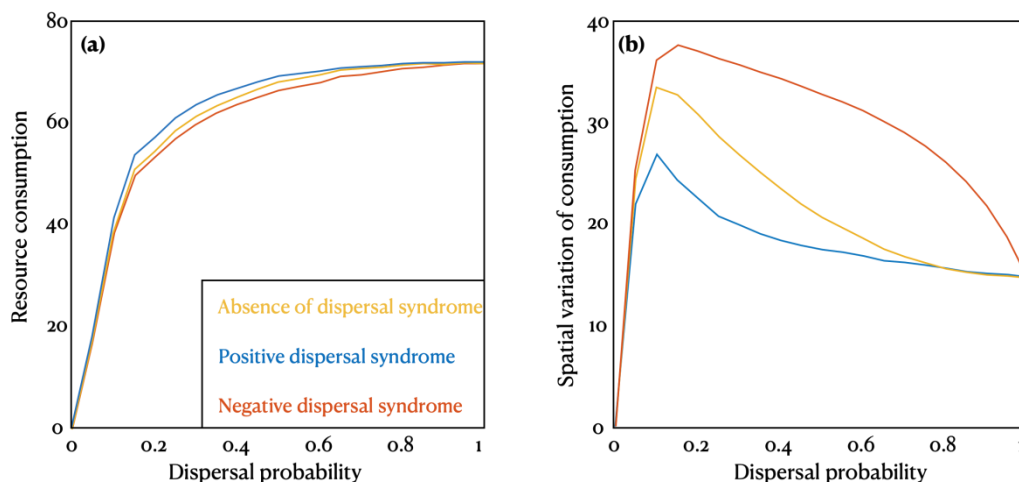 (a)
Resource consumption
80
60
40
20
0
0 0.2 0.4 0.6 0.8 1
Dispersal probability
Absence of dispersal syndrome
Positive dispersal syndrome
Negative dispersal syndrome
(b)
Spatial variation of consumption
40
30
20
10
0
0 0.2 0.4 0.6 0.8 1
Dispersal probability